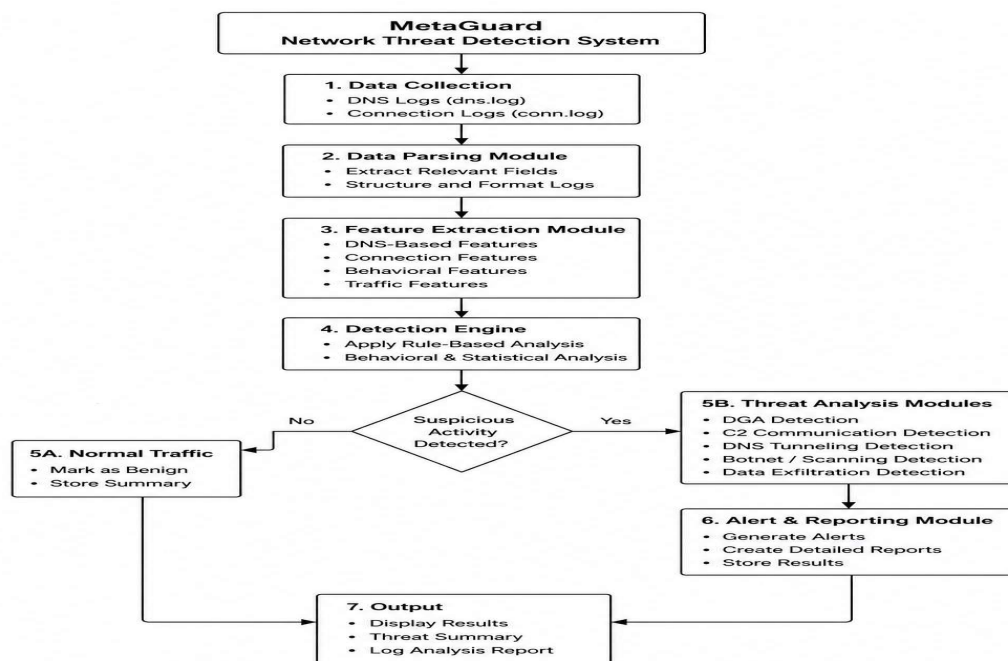 MetaGuard
Network Threat Detection System
1. Data Collection
• DNS Logs (dns.log)
• Connection Logs (conn.log)
2. Data Parsing Module
• Extract Relevant Fields
• Structure and Format Logs
3. Feature Extraction Module
• DNS-Based Features
• Connection Features
• Behavioral Features
• Traffic Features
4. Detection Engine
• Apply Rule-Based Analysis
• Behavioral & Statistical Analysis
Suspicious
Activity
Detected?
No
Yes
5A. Normal Traffic
• Mark as Benign
• Store Summary
5B. Threat Analysis Modules
• DGA Detection
• C2 Communication Detection
• DNS Tunneling Detection
• Botnet / Scanning Detection
• Data Exfiltration Detection
6. Alert & Reporting Module
• Generate Alerts
• Create Detailed Reports
• Store Results
7. Output
• Display Results
• Threat Summary
• Log Analysis Report